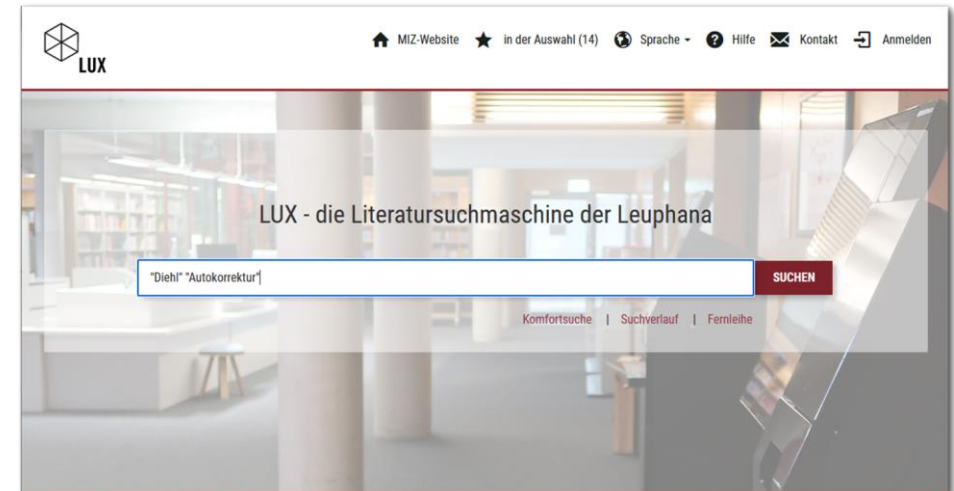 LUX
MIZ-Website in der Auswahl (14) Sprache Hilfe Kontakt Anmelden
LUX - die Literatursuchmaschine der Leuphana
"Diehl" "Autokorrektur"
SUCHEN
Komfortsuche | Suchverlauf | Fernleihe